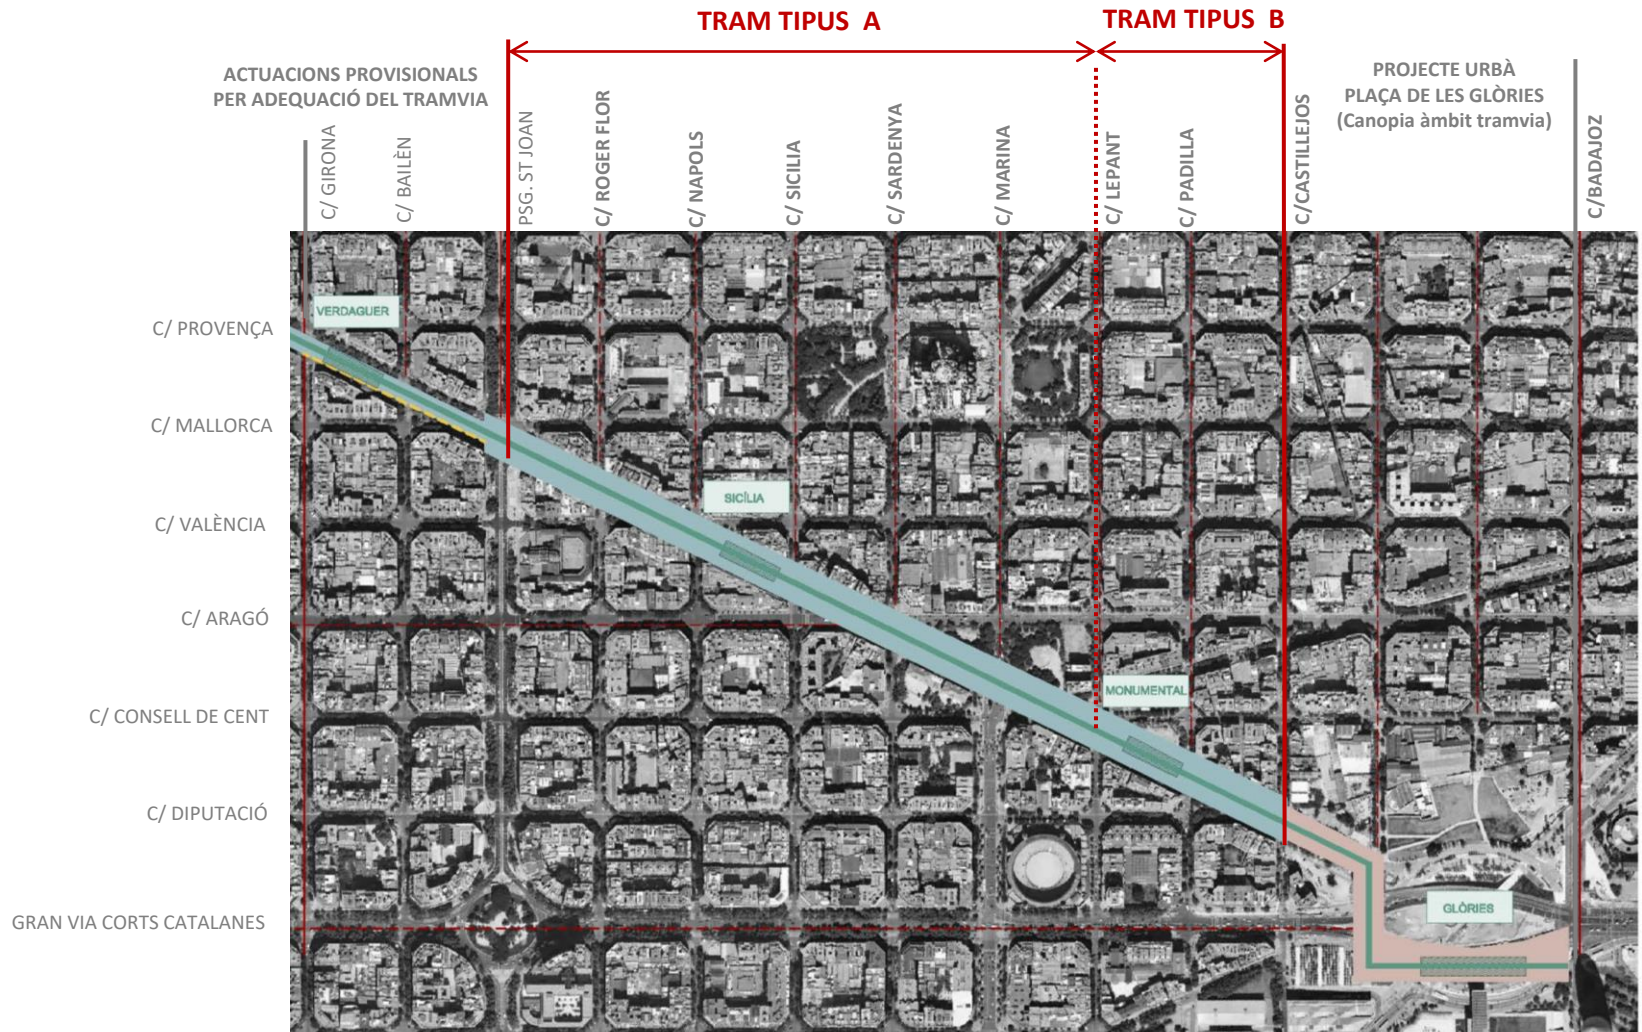 TRAM TIPUS A
TRAM TIPUS B
ACTUACIONS PROVISIONALS
PER ADEQUACIÓ DEL TRAMVIA
PROJECTE URBÀ
PLAÇA DE LES GLÒRIES
(Canopia àmbit tramvia)
C/ GIRONA
C/ BAILÈN
PSG. ST JOAN
C/ ROGER FLOR
C/ NAPOLS
C/ SICILIA
C/ SARDENYA
C/ MARINA
C/ LEPANT
C/ PADILLA
C/CASTILLEJOS
C/BADAJOZ
VERDAGUER
C/ PROVENÇA
C/ MALLORCA
SICÍLIA
C/ VALÈNCIA
C/ ARAGÓ
MONUMENTAL
C/ CONSELL DE CENT
C/ DIPUTACIÓ
GLÒRIES
GRAN VIA CORTS CATALANES